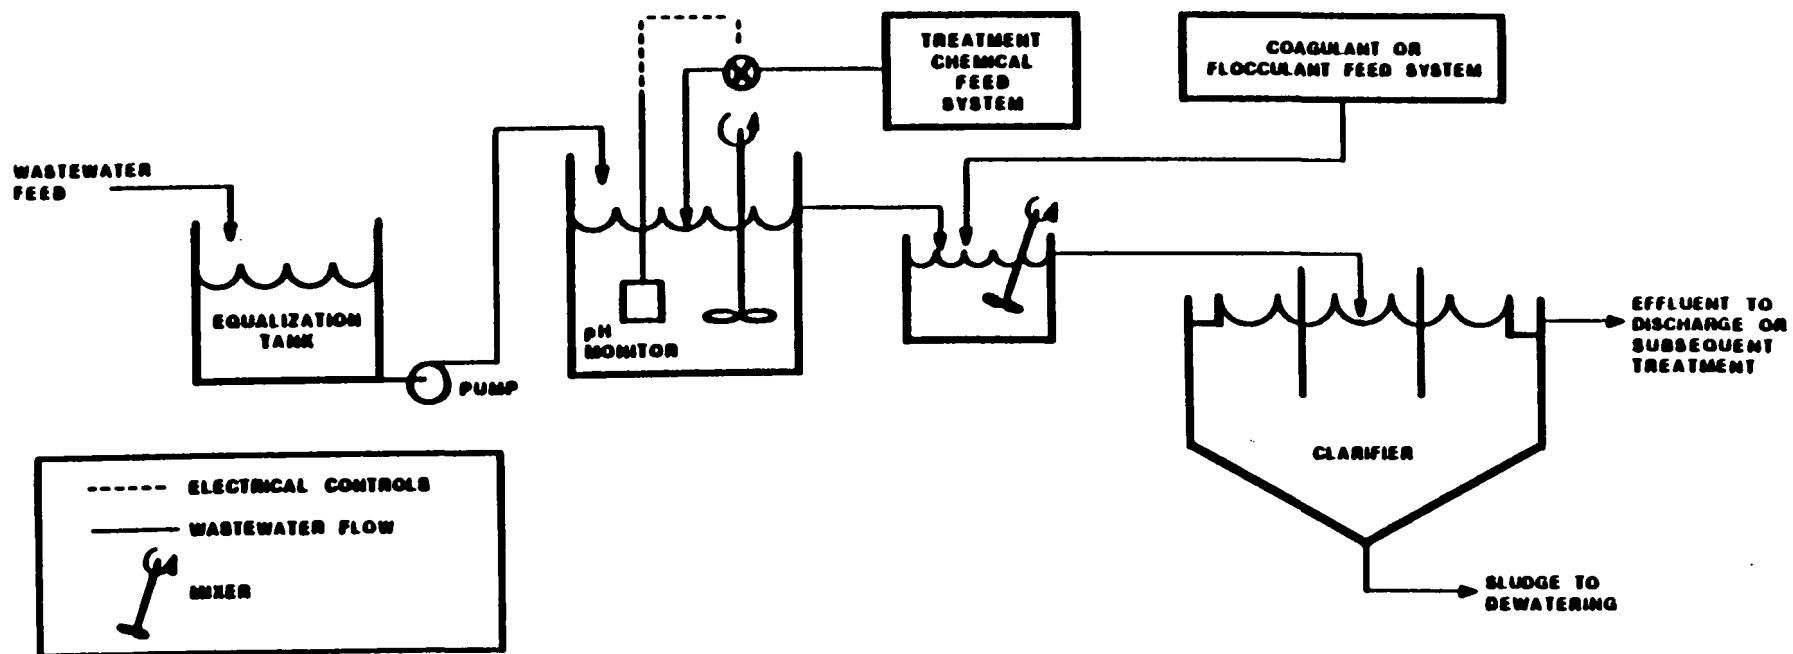 TREATMENT
CHEMICAL
FEED
SYSTEM
COAGULANT OR
FLOCCULANT FEED SYSTEM
WASTEWATER
FEED
EQUALIZATION
TANK
PUMP
pH
MONITOR
EFFLUENT TO
DISCHARGE OR
SUBSEQUENT
TREATMENT
CLARIFIER
SLUDGE TO
DEWATERING
ELECTRICAL CONTROLS
WASTEWATER FLOW
MIXER